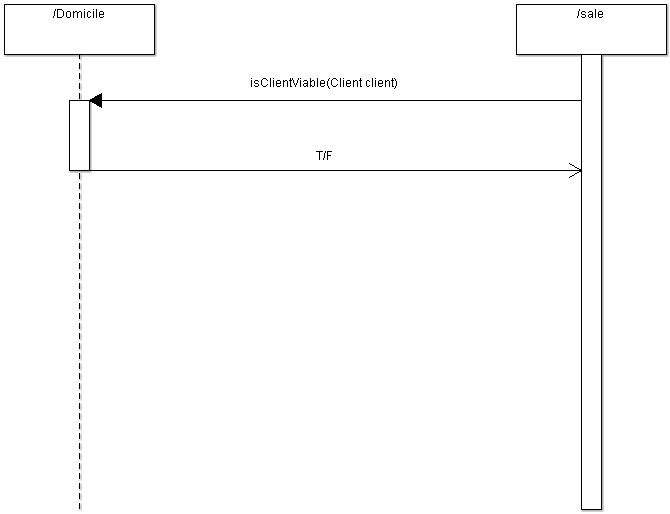 /Domicile
/sale
isClientViable(Client client)
T/F